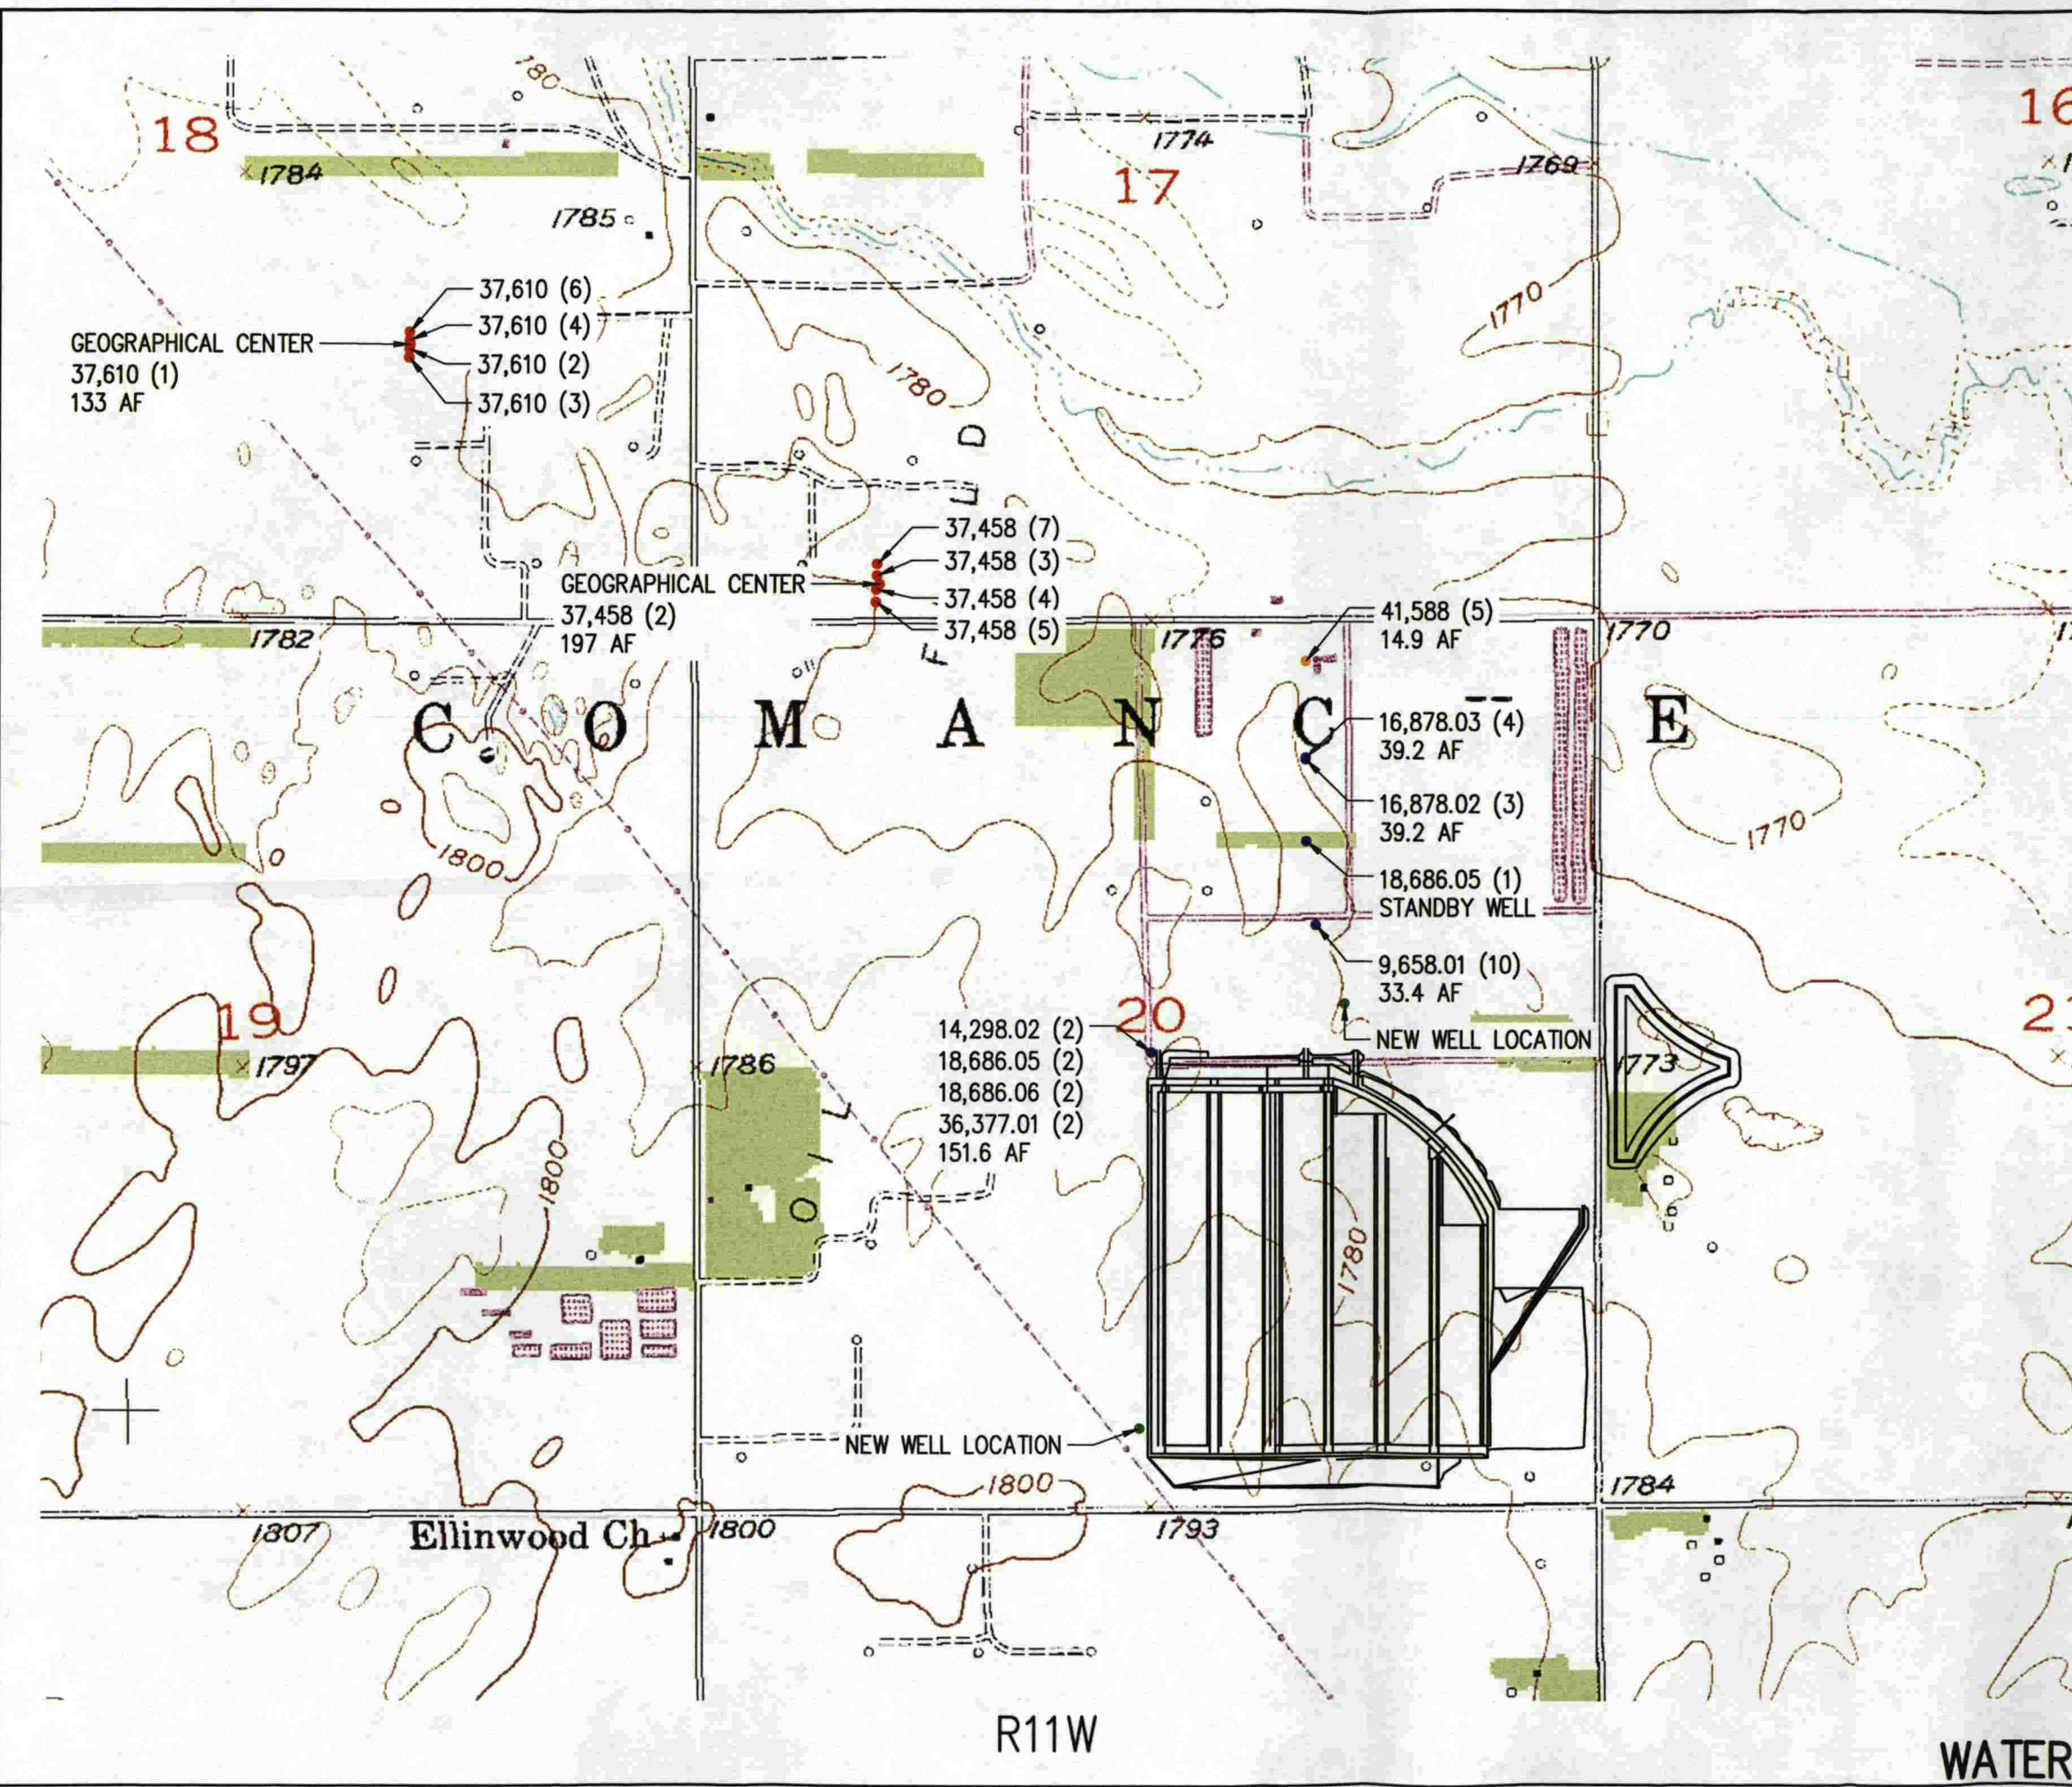 180
18
1784
1785
1774
17
1769
16
37,610 (6)
37,610 (4)
37,610 (2)
37,610 (3)
GEOGRAPHICAL CENTER
37,610 (1)
133 AF
1770
1780
37,458 (7)
37,458 (3)
37,458 (4)
37,458 (5)
GEOGRAPHICAL CENTER
37,458 (2)
197 AF
1782
1776
41,588 (5)
14.9 AF
1770
COMANCE
16,878.03 (4)
39.2 AF
16,878.02 (3)
39.2 AF
18,686.05 (1)
STANDBY WELL
9,658.01 (10)
33.4 AF
NEW WELL LOCATION
1770
1800
19
1797
1786
20
14,298.02 (2)
18,686.05 (2)
18,686.06 (2)
36,377.01 (2)
151.6 AF
1773
2
OIL FLD
1800
1780
NEW WELL LOCATION
1800
1784
1807
Ellinwood Ch
1800
1793
R11W
WATER